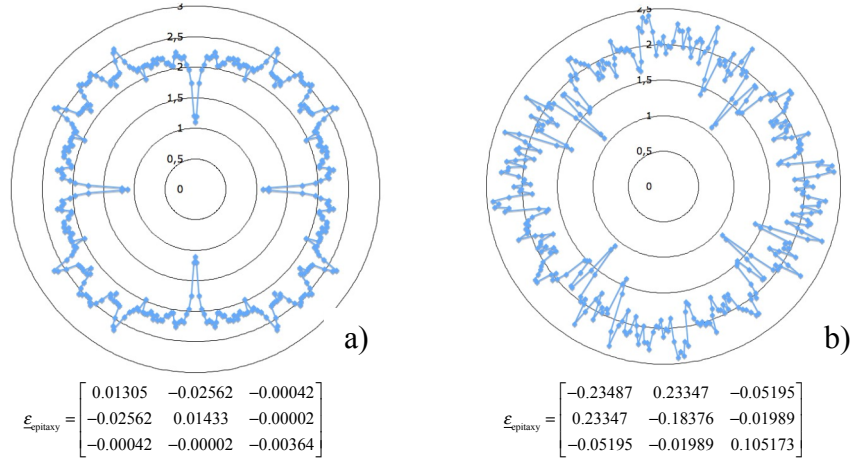 3
2,5
2
1,5
1
0,5
0
a)
2,5
2
1,5
1
0,5
0
b)
ε_epitaxy = [0.01305 −0.02562 −0.00042
−0.02562 0.01433 −0.00002
−0.00042 −0.00002 −0.00364]
ε_epitaxy = [−0.23487 0.23347 −0.05195
0.23347 −0.18376 −0.01989
−0.05195 −0.01989 0.105173]